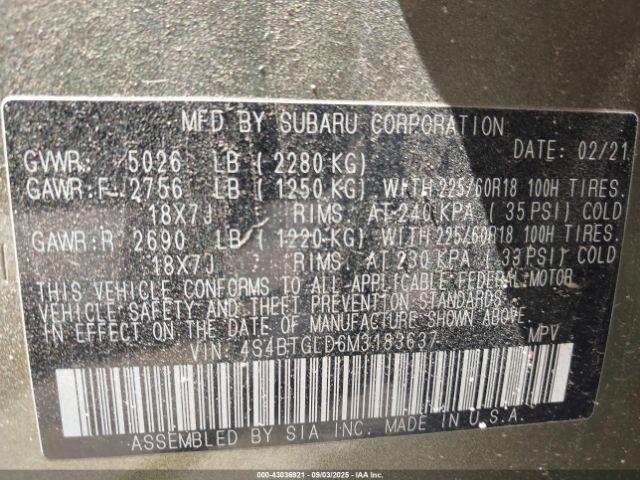 MFD BY SUBARU CORPORATION
GVWR: 5026 LB ( 2280 KG) DATE: 02/21
GAWR:F 2756 LB ( 1250 KG) WITH 225/60R18 100H TIRES.
18X7J RIMS. AT 240 KPA ( 35 PSI) COLD
GAWR:R 2690 LB ( 1220 KG) WITH 225/60R18 100H TIRES.
18X7J RIMS. AT 230 KPA ( 33 PSI) COLD
THIS VEHICLE CONFORMS TO ALL APPLICABLE FEDERAL MOTOR
VEHICLE SAFETY AND THEFT PREVENTION STANDARDS
IN EFFECT ON THE DATE OF MANUFACTURE SHOWN ABOVE.
VIN: 4S4BTGLD6M3183637 MPV
ASSEMBLED BY SIA INC. MADE IN U.S.A.
000-43036921 - 09/03/2025 - COPYRIGHT IAA, LLC.